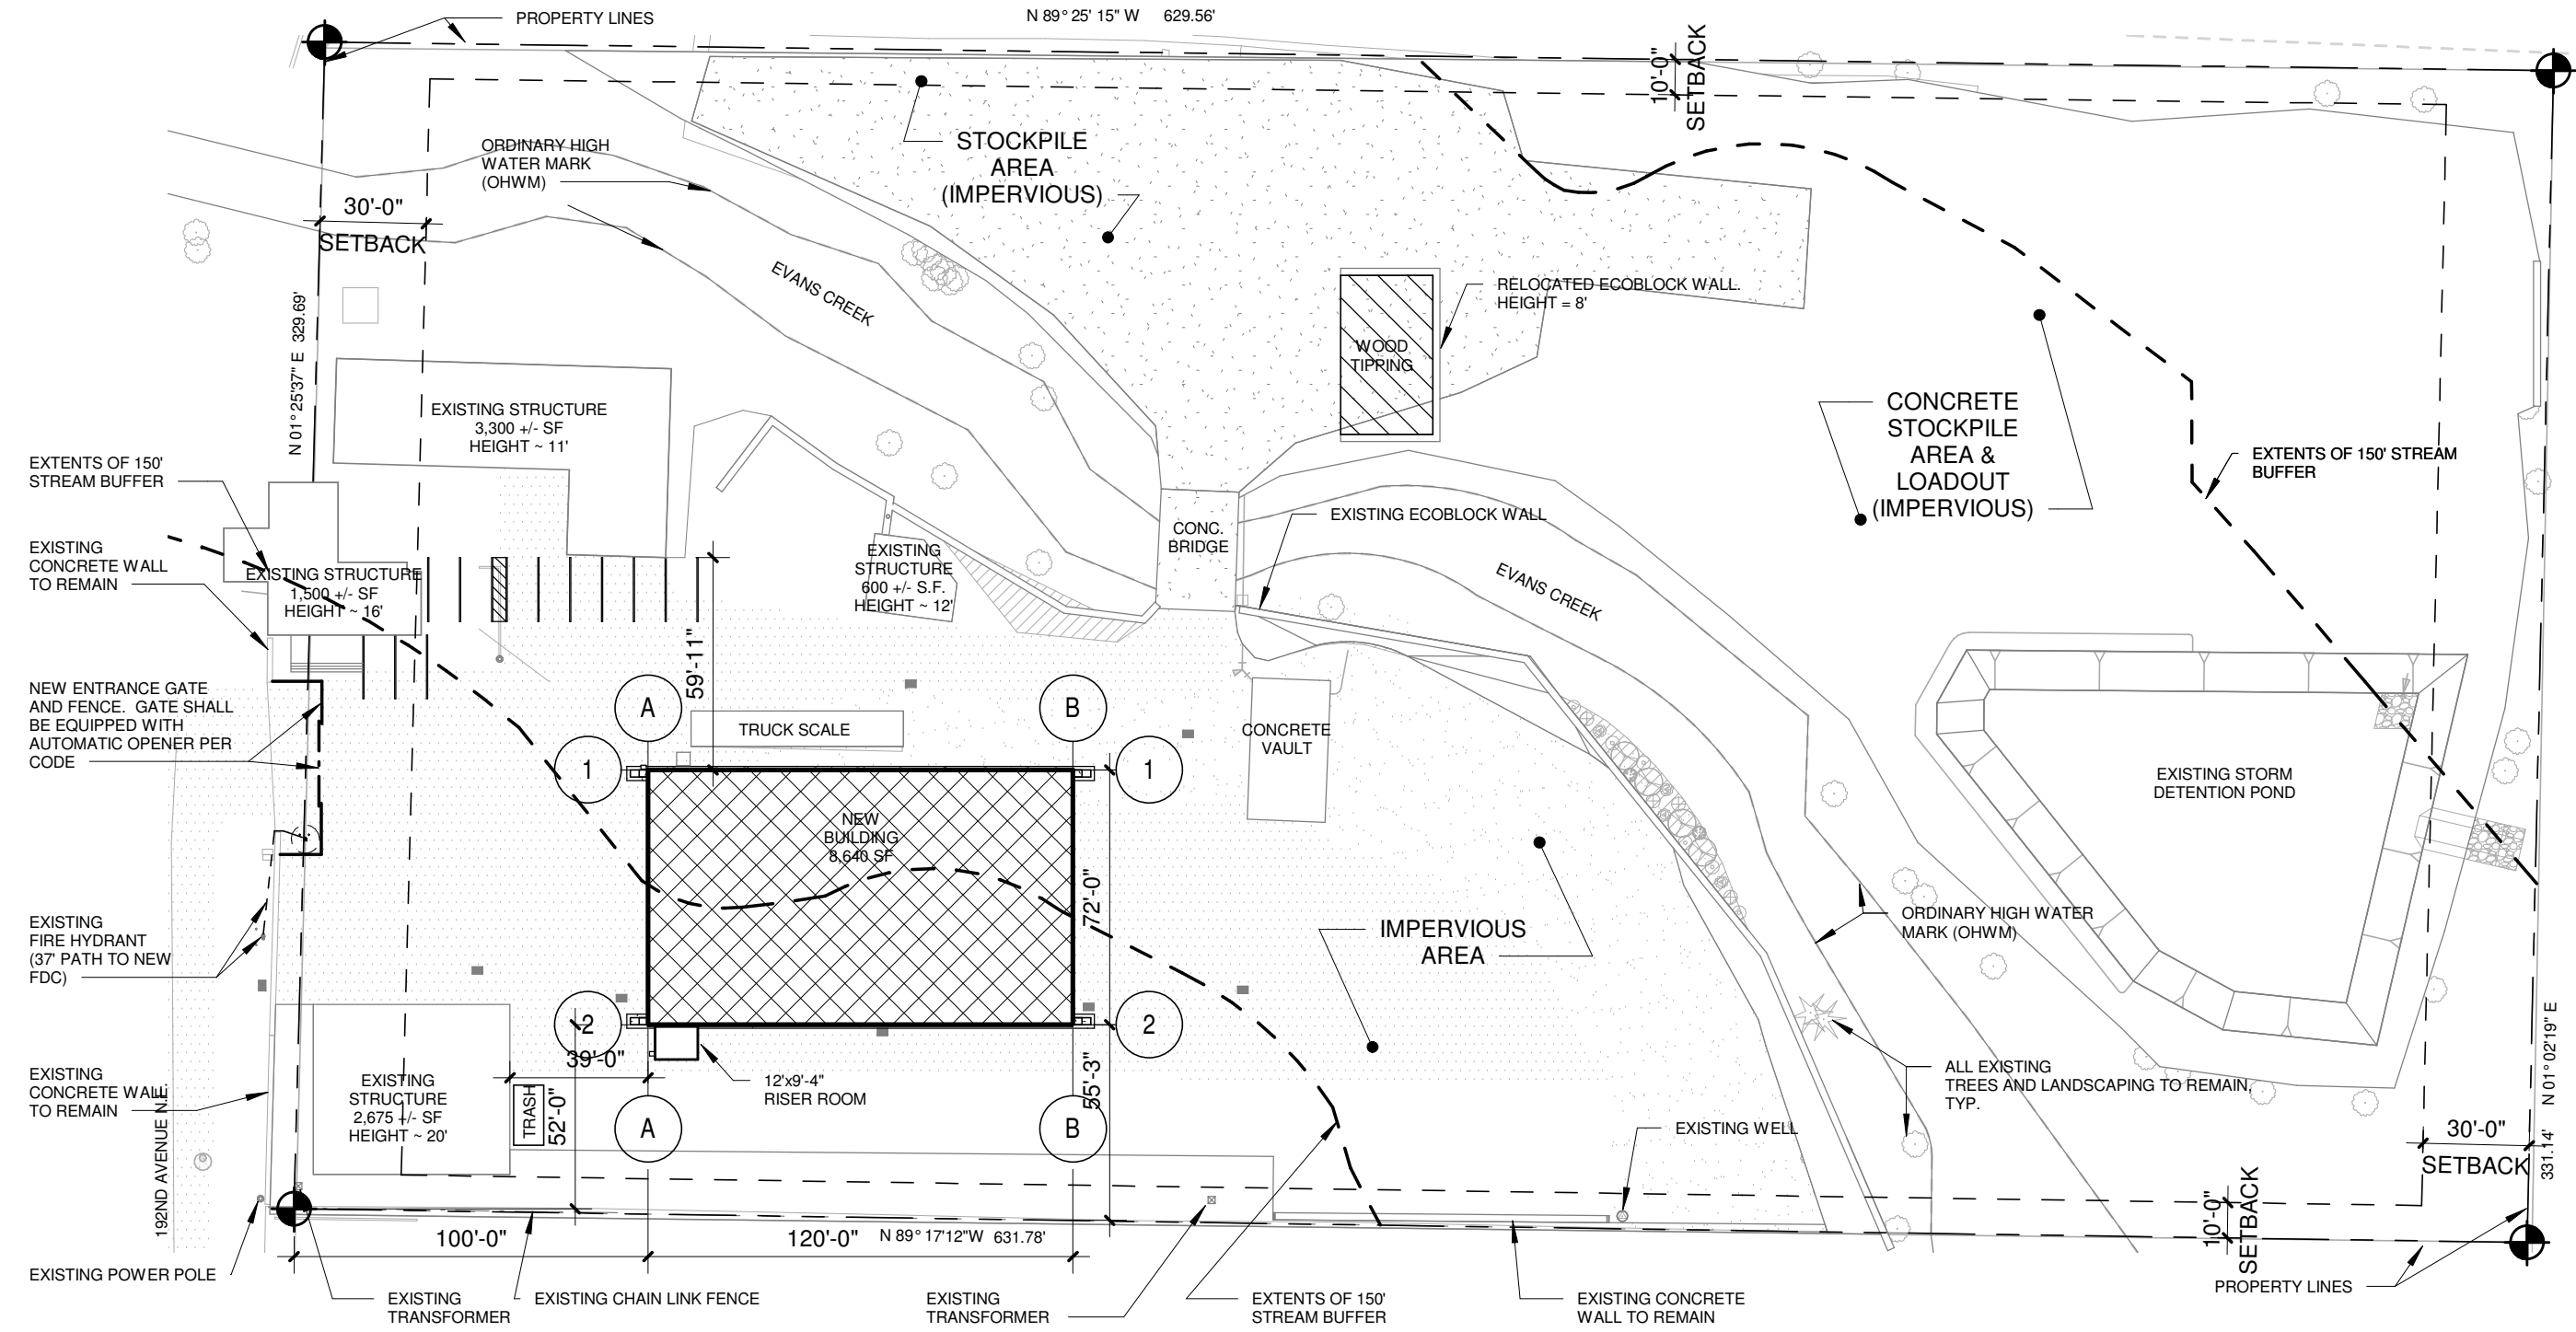 PROPERTY LINES
N 89° 25' 15" W 629.56'
10'-0"
SETBACK
STOCKPILE
AREA
(IMPERVIOUS)
ORDINARY HIGH
WATER MARK
(OHWM)
30'-0"
SETBACK
EVANS CREEK
N 01° 25'37" E 329.69'
RELOCATED ECOBLOCK WALL.
HEIGHT = 8'
WOOD
TIPPING
EXISTING STRUCTURE
3,300 +/- SF
HEIGHT ~ 11'
CONCRETE
STOCKPILE
AREA &
LOADOUT
(IMPERVIOUS)
EXTENTS OF 150'
STREAM BUFFER
EXTENTS OF 150' STREAM
BUFFER
EXISTING
CONCRETE WALL
TO REMAIN
EXISTING STRUCTURE
1,500 +/- SF
HEIGHT ~ 16'
EXISTING
STRUCTURE
600 +/- S.F.
HEIGHT ~ 12'
CONC.
BRIDGE
EXISTING ECOBLOCK WALL
EVANS CREEK
59'-11"
NEW ENTRANCE GATE
AND FENCE. GATE SHALL
BE EQUIPPED WITH
AUTOMATIC OPENER PER
CODE
A
B
TRUCK SCALE
CONCRETE
VAULT
1
1
EXISTING STORM
DETENTION POND
NEW
BUILDING
8,640 SF
72'-0"
EXISTING
FIRE HYDRANT
(37' PATH TO NEW
FDC)
IMPERVIOUS
AREA
ORDINARY HIGH WATER
MARK (OHWM)
2
2
39'-0"
EXISTING
CONCRETE WALL
TO REMAIN
192ND AVENUE N.E.
EXISTING
STRUCTURE
2,675 +/- SF
HEIGHT ~ 20'
TRASH
52'-0"
12'x9'-4"
RISER ROOM
55'-3"
A
B
ALL EXISTING
TREES AND LANDSCAPING TO REMAIN,
TYP.
EXISTING WELL
N 01° 02'19" E
331.14'
30'-0"
SETBACK
10'-0"
SETBACK
100'-0"
120'-0"
N 89° 17'12"W 631.78'
EXISTING POWER POLE
EXISTING
TRANSFORMER
EXISTING CHAIN LINK FENCE
EXISTING
TRANSFORMER
EXTENTS OF 150'
STREAM BUFFER
EXISTING CONCRETE
WALL TO REMAIN
PROPERTY LINES